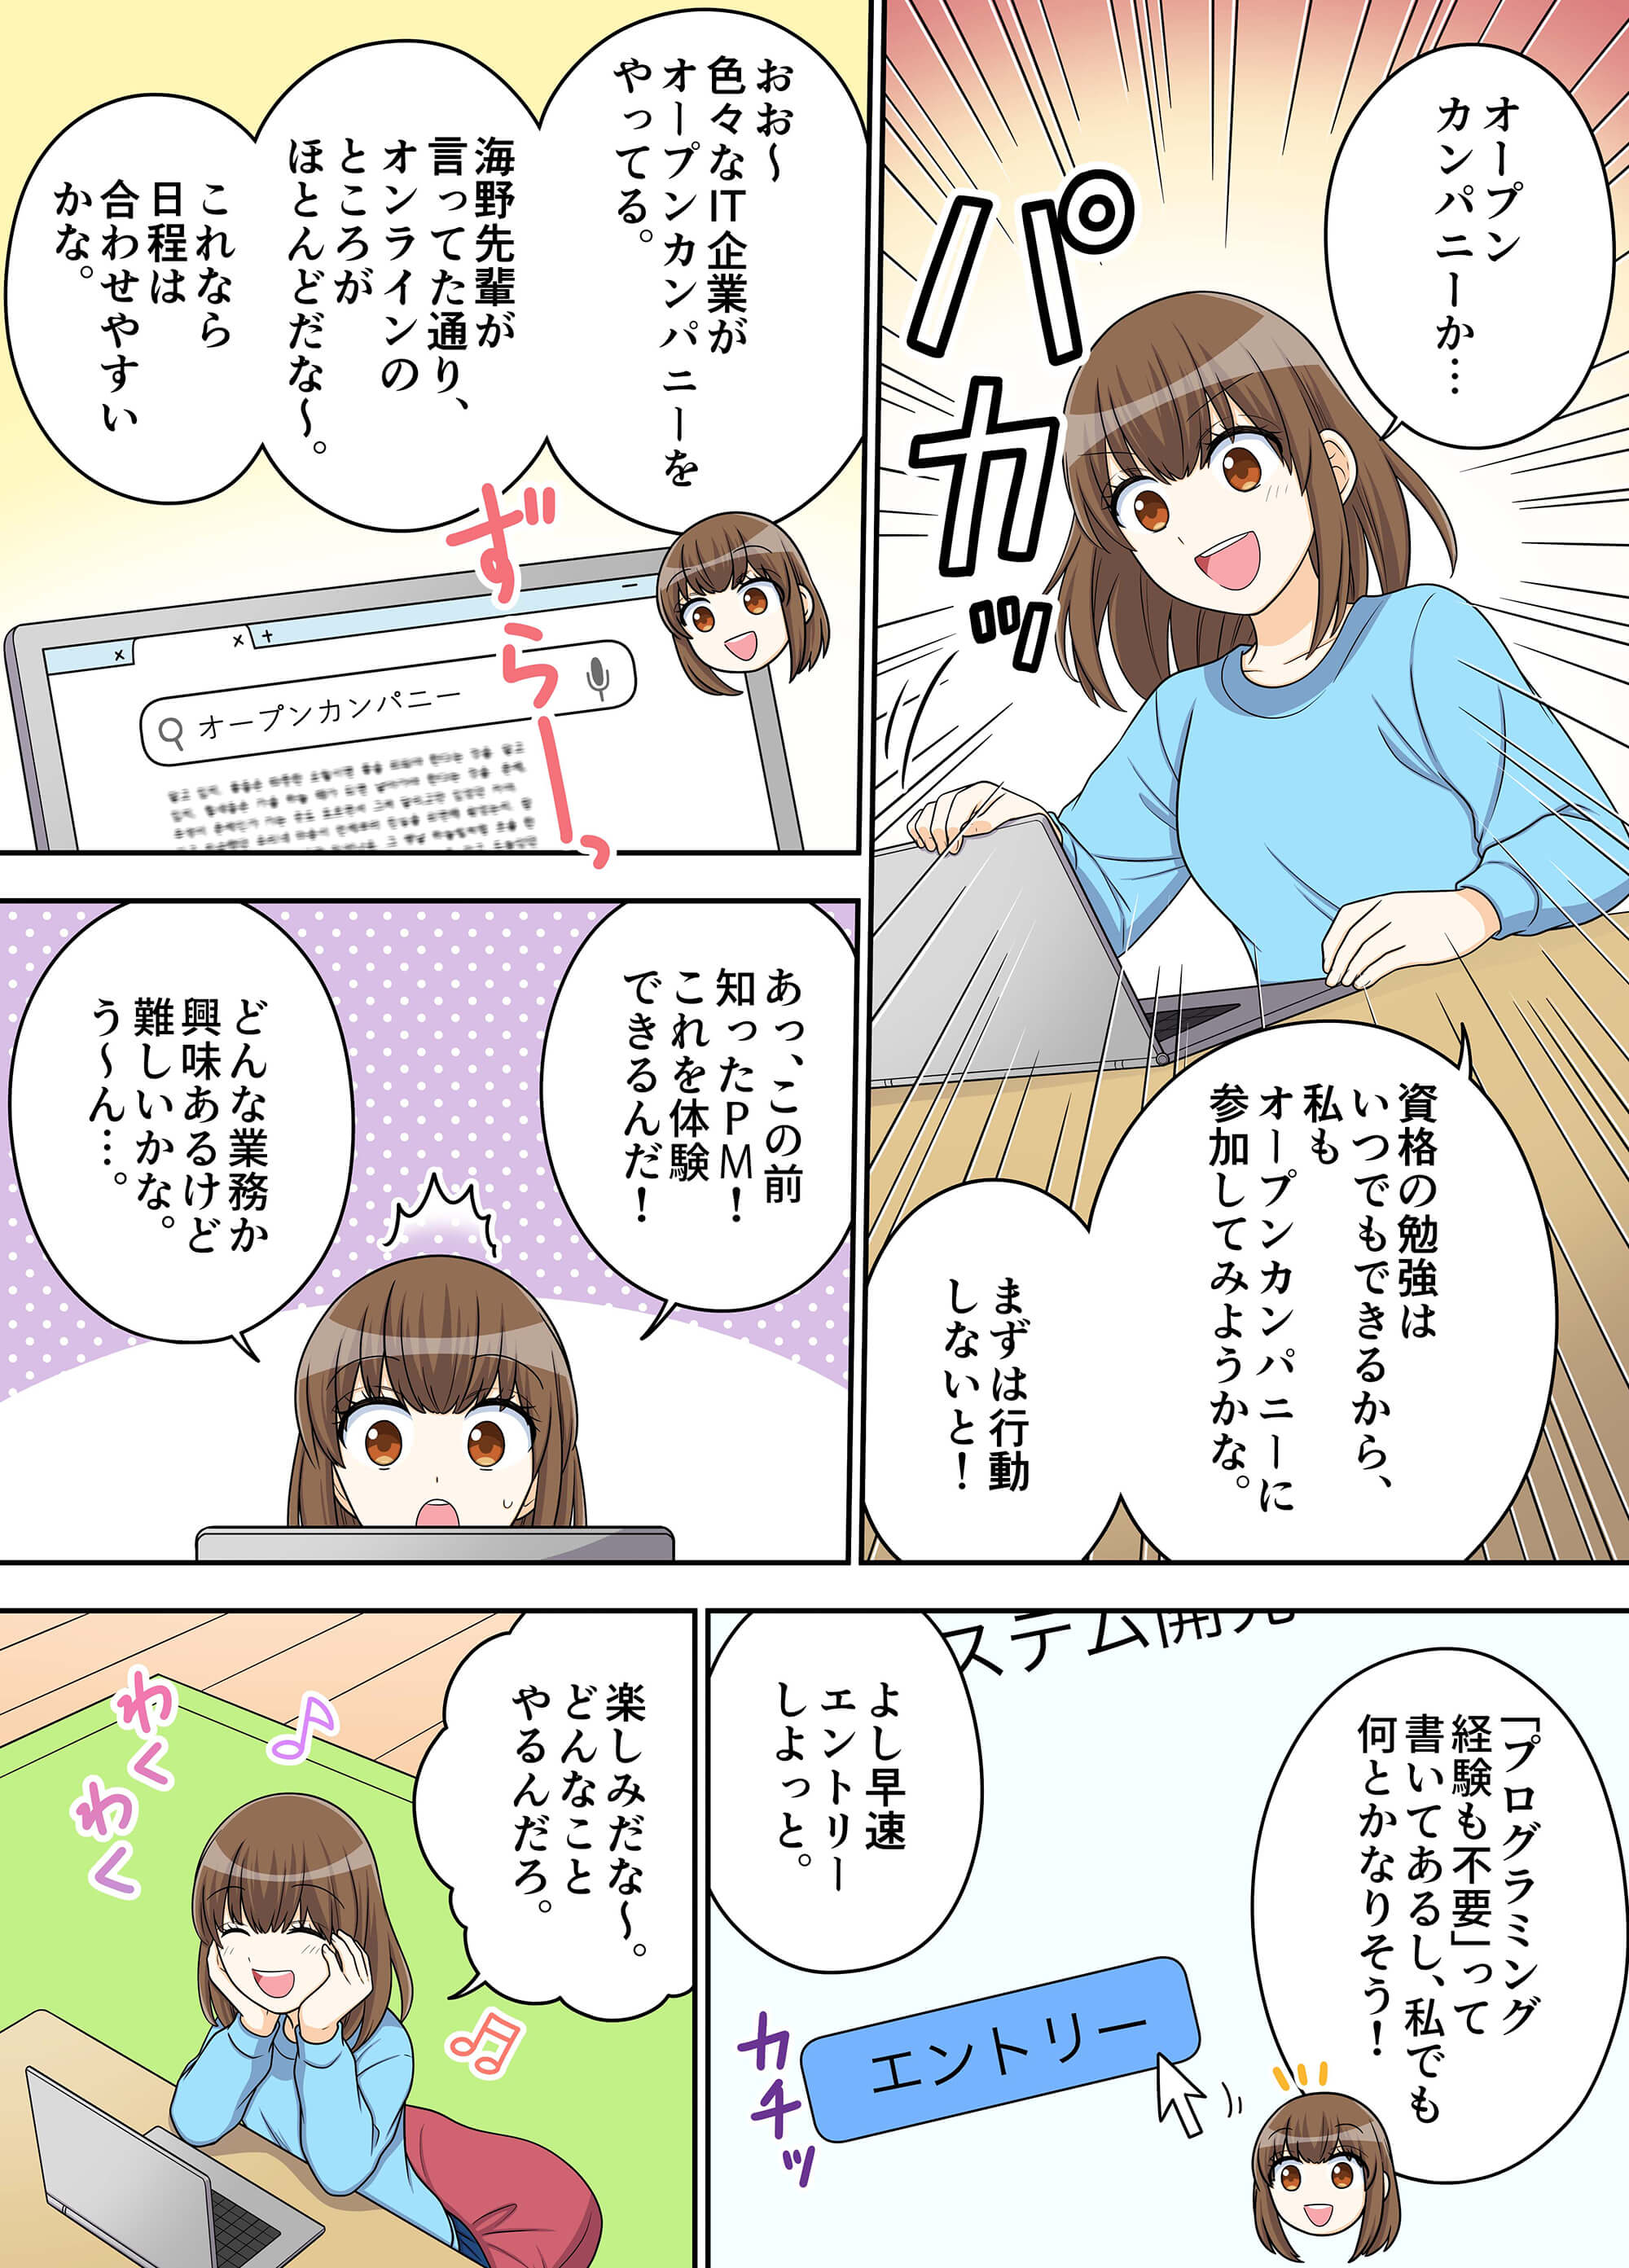 オープン
カンパニーか…
パカッ
資格の勉強は
いつでもできるから、
私も
オープンカンパニーに
参加してみようかな。
まずは行動
しないと！
おお～
色々なIT企業が
オープンカンパニーを
やってる。
海野先輩が
言ってた通り、
オンラインの
ところが
ほとんどだな～。
これなら
日程は
合わせやすい
かな。
ずらーっ
オープンカンパニー
あっ、この前
知ったPM！
これを体験
できるんだ！
どんな業務か
興味あるけど
難しいかな。
う～ん…。
ステム開発
「プログラミング
経験も不要」って
書いてあるし、私でも
何とかなりそう！
よし早速
エントリー
しよっと。
エントリー
カチッ
楽しみだな～。
どんなこと
やるんだろ。
わくわく